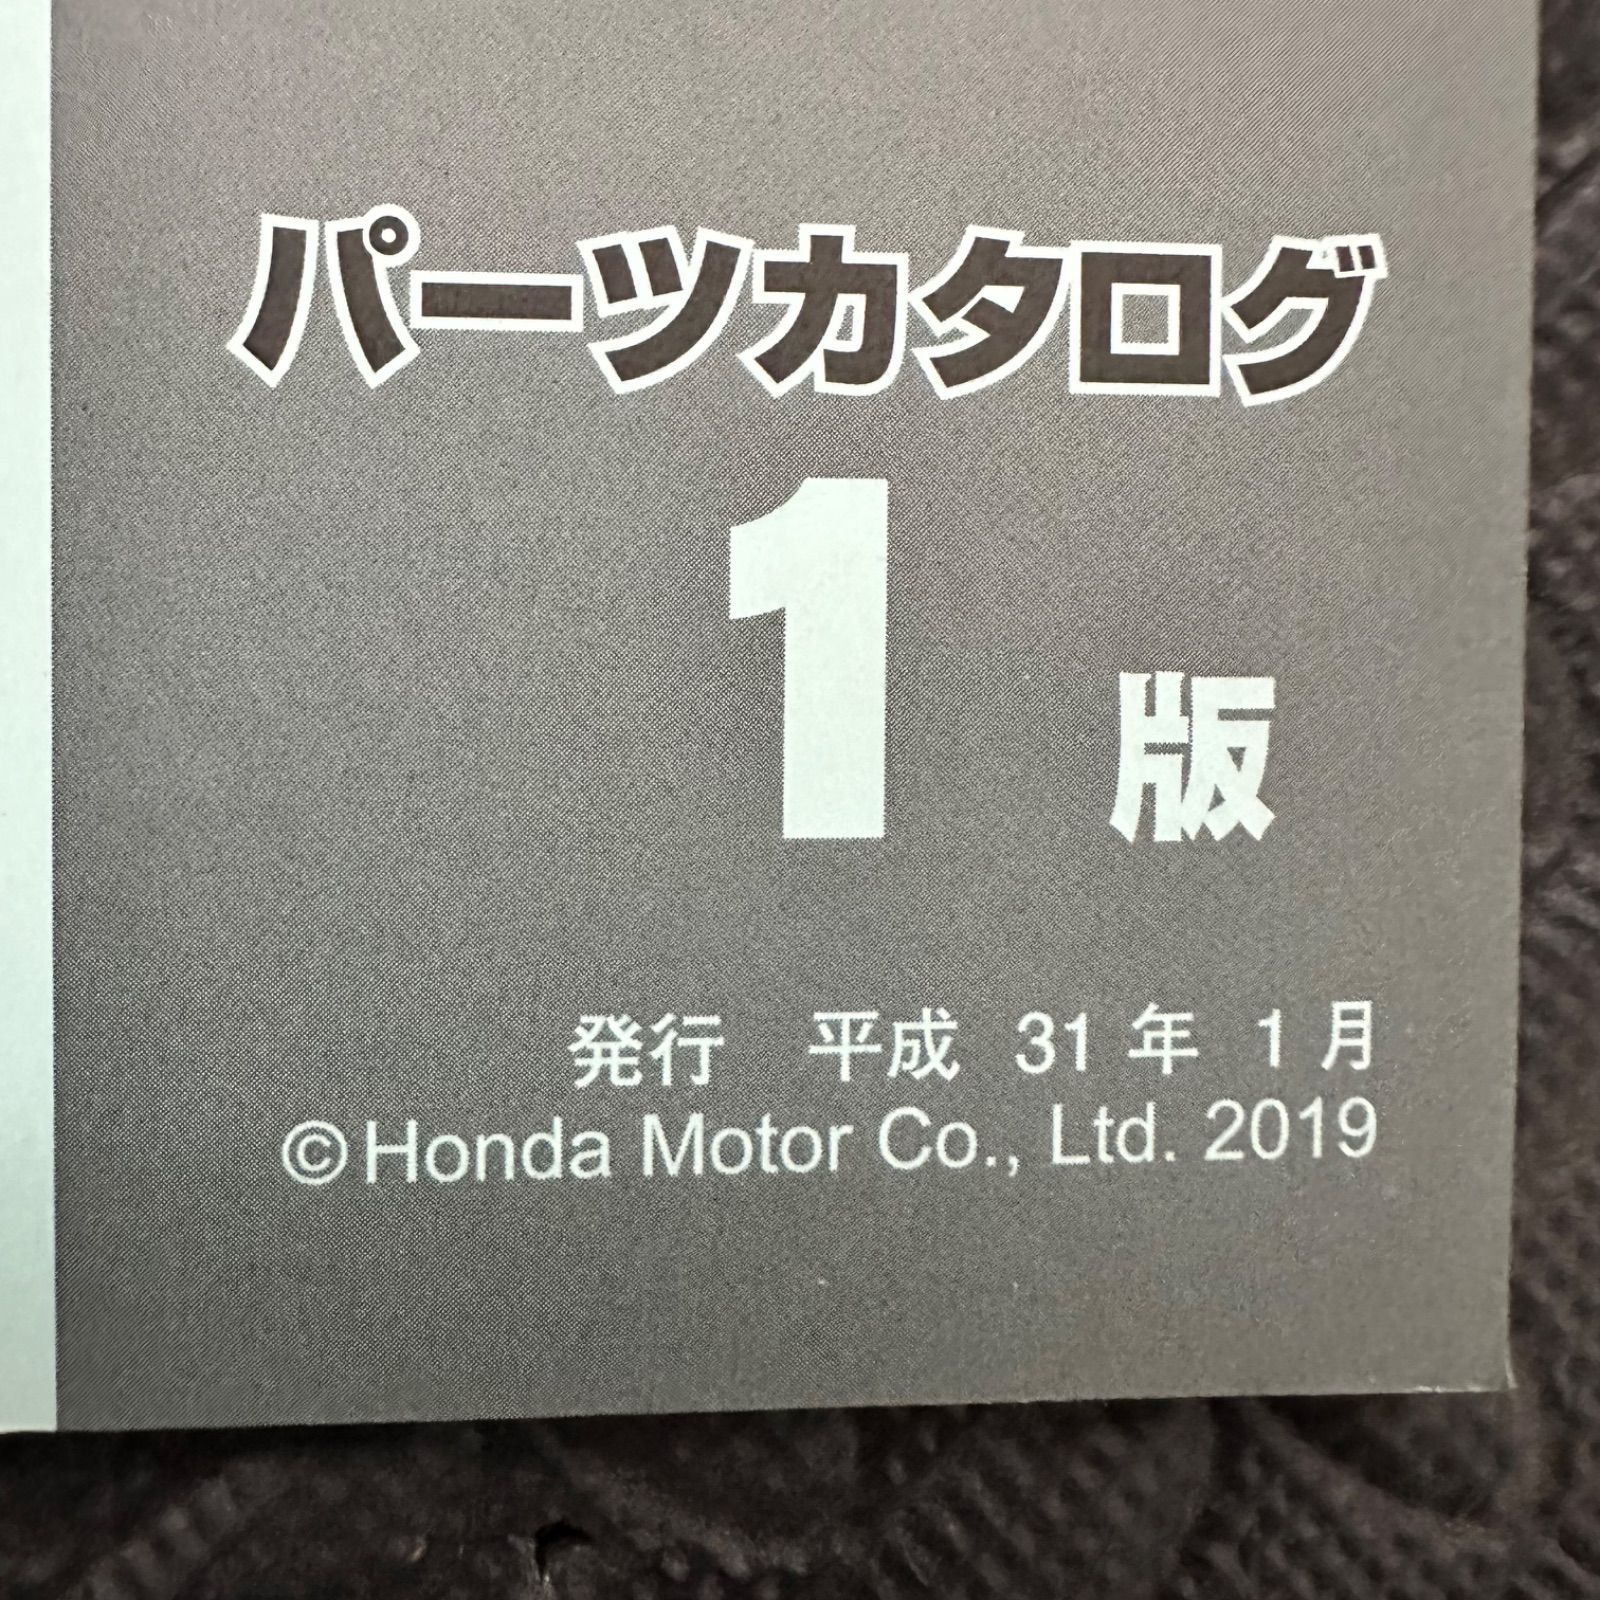 パーツカタログ
1 版
発行 平成 31 年 1 月
©Honda Motor Co., Ltd. 2019